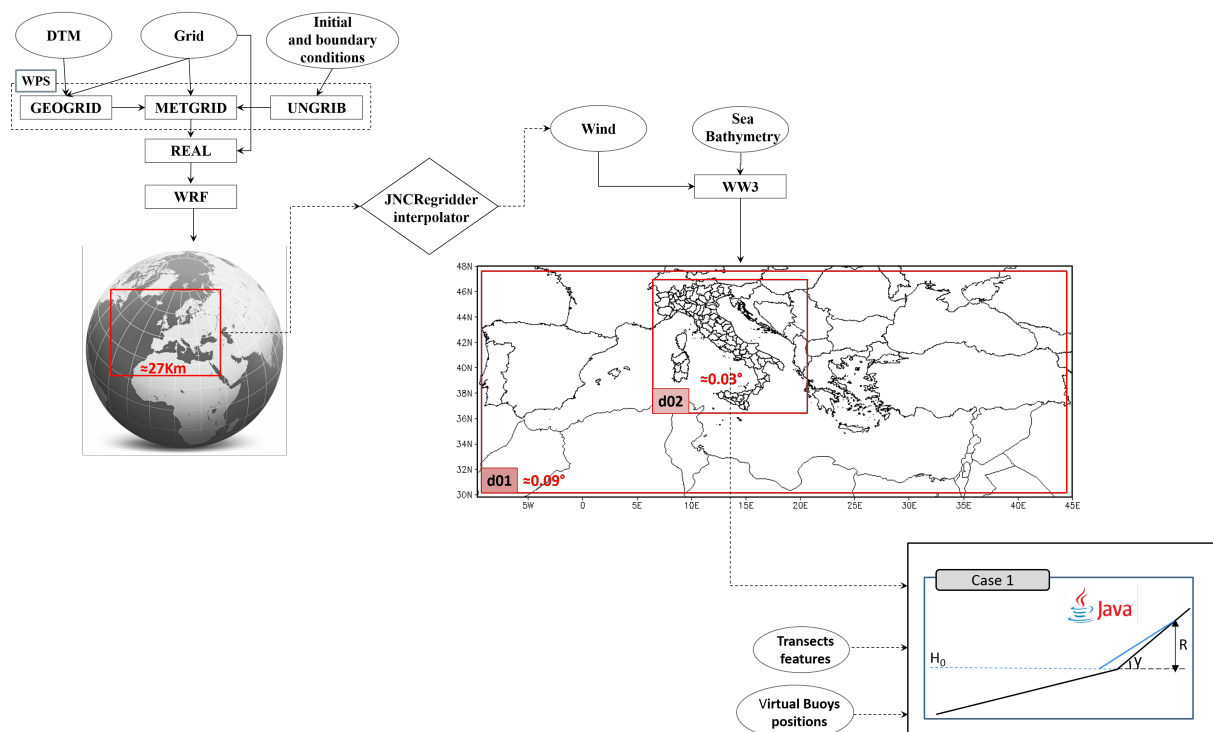 DTM
Grid
Initial
and boundary
conditions
WPS
GEOGRID
METGRID
UNGRIB
REAL
WRF
≈27Km
JNCRegridder
interpolator
Wind
Sea
Bathymetry
WW3
48N
46N
44N
42N
40N
38N
36N
34N
32N
30N
≈0.03°
d02
d01
≈0.09°
5W
0
5E
10E
15E
20E
25E
30E
35E
40E
45E
Case 1
Java
H₀
γ
R
Transects
features
Virtual Buoys
positions